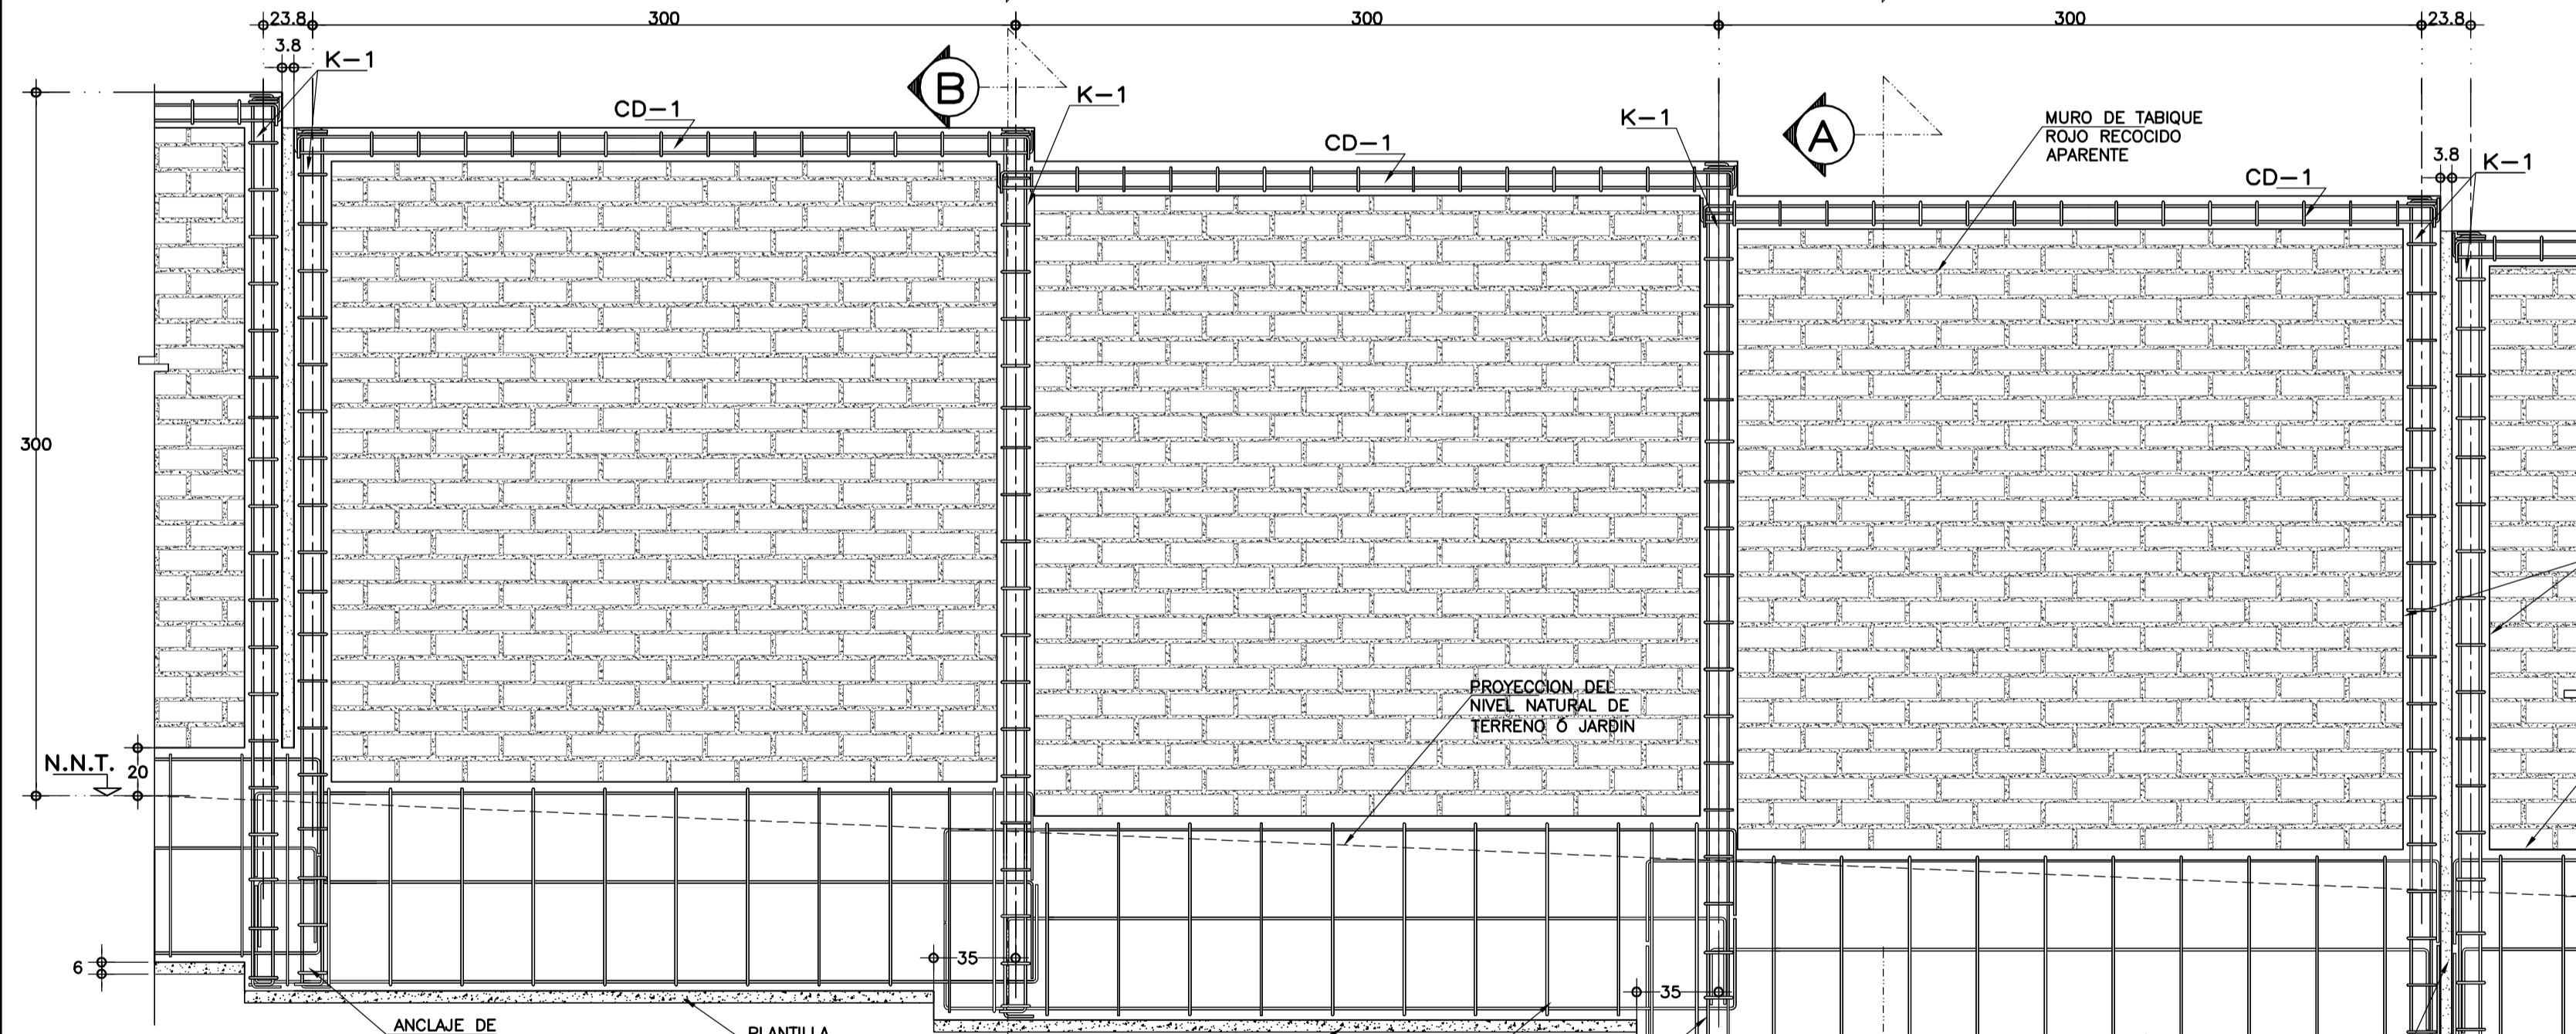 23.8
300
300
300
23.8
3.8
K-1
B
K-1
CD-1
K-1
CD-1
A
MURO DE TABIQUE
ROJO RECOCIDO
APARENTE
3.8
K-1
CD-1
300
PROYECCION DEL
NIVEL NATURAL DE
TERRENO Ó JARDIN
N.N.T.
20
6
35
35
ANCLAJE DE
PLANTILLA